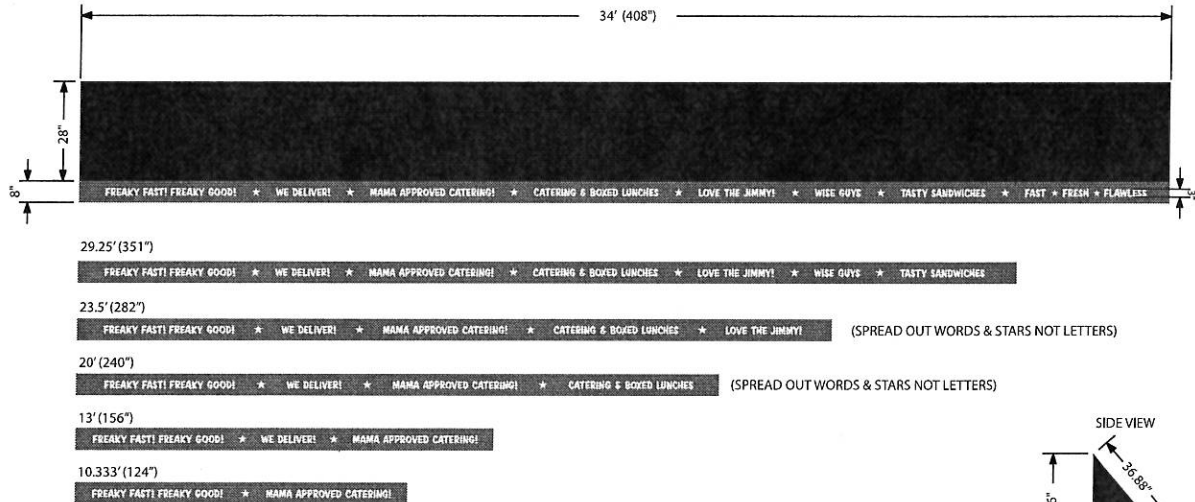 34' (408")
28"
8"
FREAKY FAST! FREAKY GOOD! ★ WE DELIVER! ★ MAMA APPROVED CATERING! ★ CATERING & BOXED LUNCHES ★ LOVE THE JIMMY! ★ WISE GUYS ★ TASTY SANDWICHES ★ FAST ★ FRESH ★ FLAWLESS
3"
29.25' (351")
FREAKY FAST! FREAKY GOOD! ★ WE DELIVER! ★ MAMA APPROVED CATERING! ★ CATERING & BOXED LUNCHES ★ LOVE THE JIMMY! ★ WISE GUYS ★ TASTY SANDWICHES
23.5' (282")
FREAKY FAST! FREAKY GOOD! ★ WE DELIVER! ★ MAMA APPROVED CATERING! ★ CATERING & BOXED LUNCHES ★ LOVE THE JIMMY! (SPREAD OUT WORDS & STARS NOT LETTERS)
20' (240")
FREAKY FAST! FREAKY GOOD! ★ WE DELIVER! ★ MAMA APPROVED CATERING! ★ CATERING & BOXED LUNCHES (SPREAD OUT WORDS & STARS NOT LETTERS)
13' (156")
FREAKY FAST! FREAKY GOOD! ★ WE DELIVER! ★ MAMA APPROVED CATERING!
SIDE VIEW
36.88"
10.333' (124")
FREAKY FAST! FREAKY GOOD! ★ MAMA APPROVED CATERING!